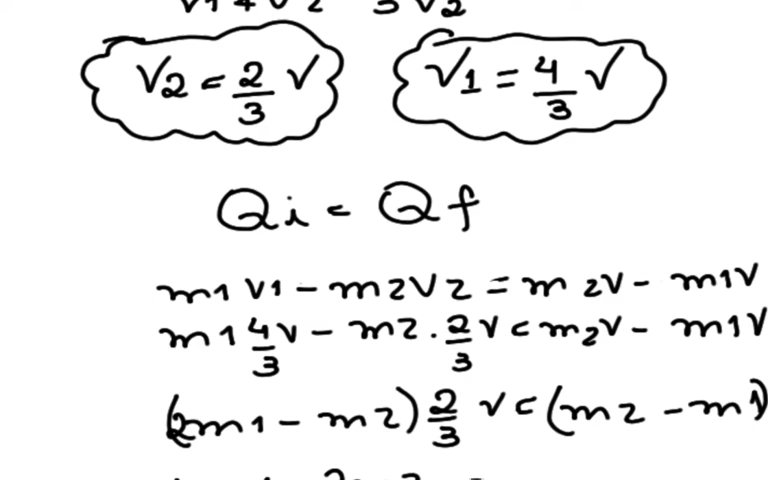 V2 = 2/3 V V1 = 4/3 V
Qi = Qf
m1 V1 - m2 V2 = m2V - m1V
m1 4/3 V - m2 . 2/3 V = m2V - m1V
(2m1 - m2) 2/3 V = (m2 - m1)